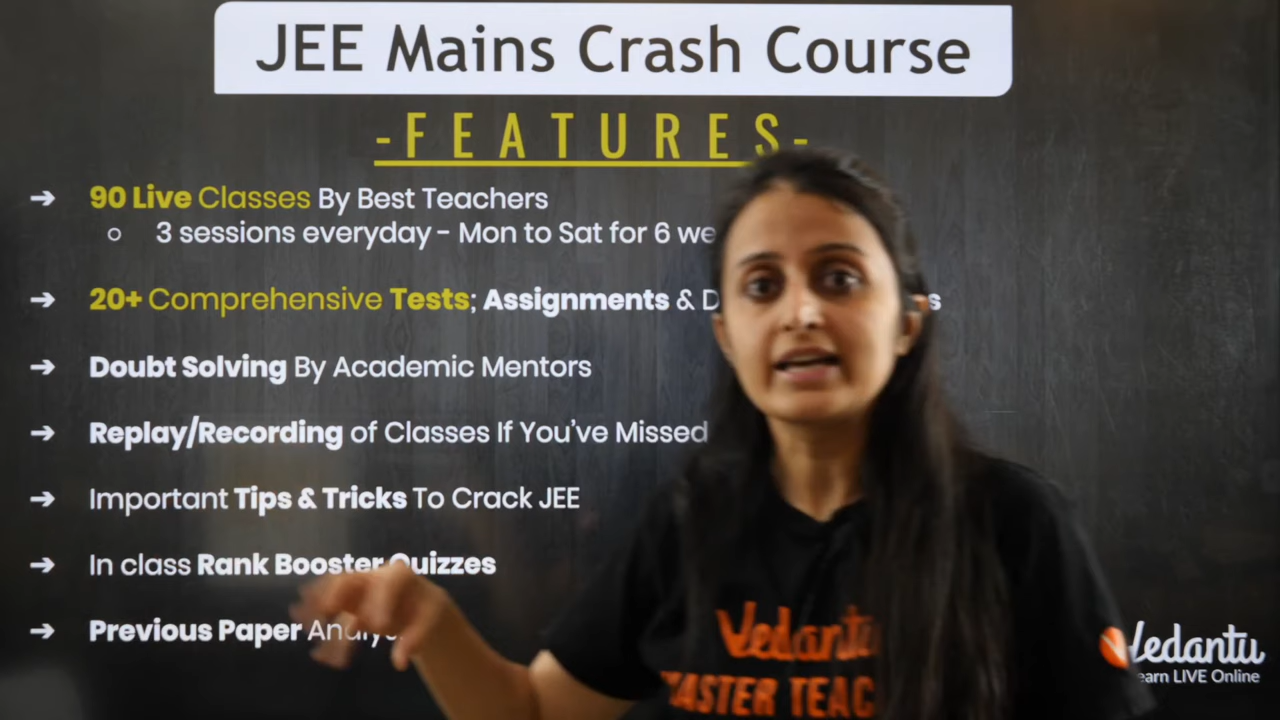 JEE Mains Crash Course
-FEATURES-
➔ 90 Live Classes By Best Teachers
o 3 sessions everyday - Mon to Sat for 6
➔ 20+ Comprehensive Tests; Assignments &
➔ Doubt Solving By Academic Mentors
➔ Replay/Recording of Classes If You've Missed
➔ Important Tips & Tricks To Crack JEE
➔ In class Rank Booster Quizzes
➔ Previous Paper
Vedantu
MASTER
Vedantu
Learn LIVE Online